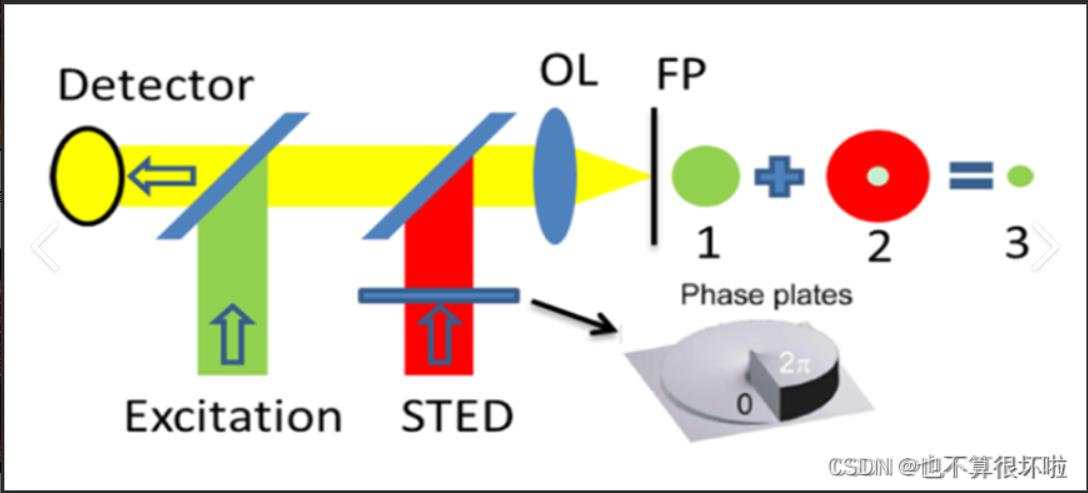 Detector
OL
FP
1
2
3
Phase plates
2π
0
Excitation
STED
CSDN @也不算很坏啦